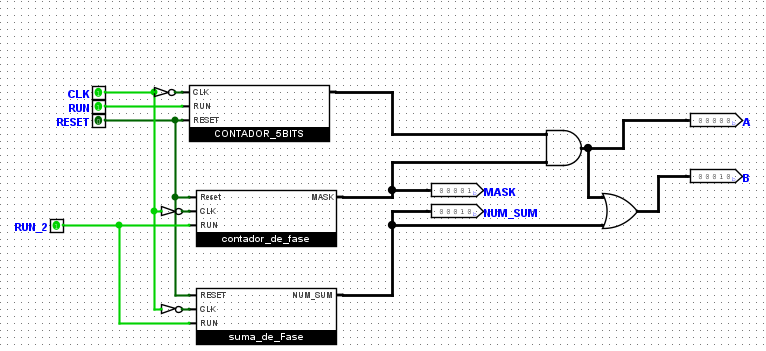 CLK
RUN
RESET
CLK
RUN
RESET
CONTADOR_5BITS
00000
A
Reset
MASK
CLK
RUN
contador_de_fase
00001
MASK
00010
NUM_SUM
00010
B
RUN_2
RESET
NUM_SUM
CLK
RUN
suma_de_Fase